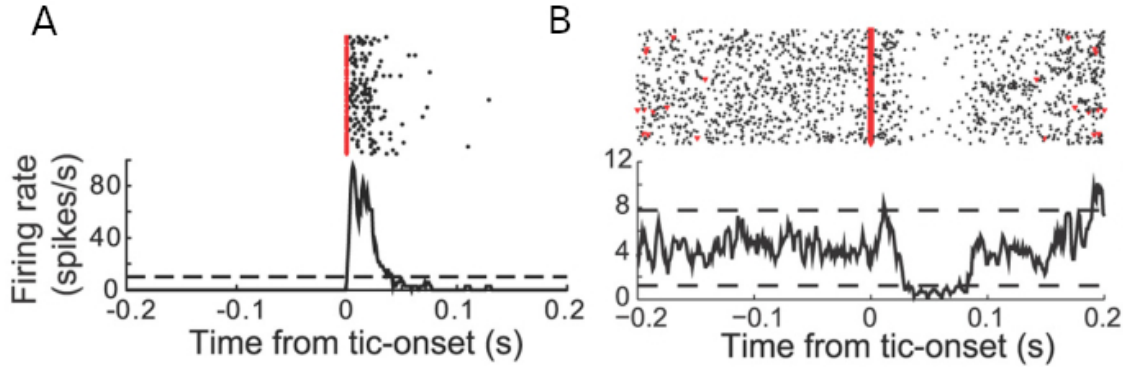 A
B
Firing rate
(spikes/s)
80
40
0
-0.2
-0.1
0
0.1
0.2
Time from tic-onset (s)
12
8
4
0
−0.2
−0.1
0
0.1
0.2
Time from tic-onset (s)